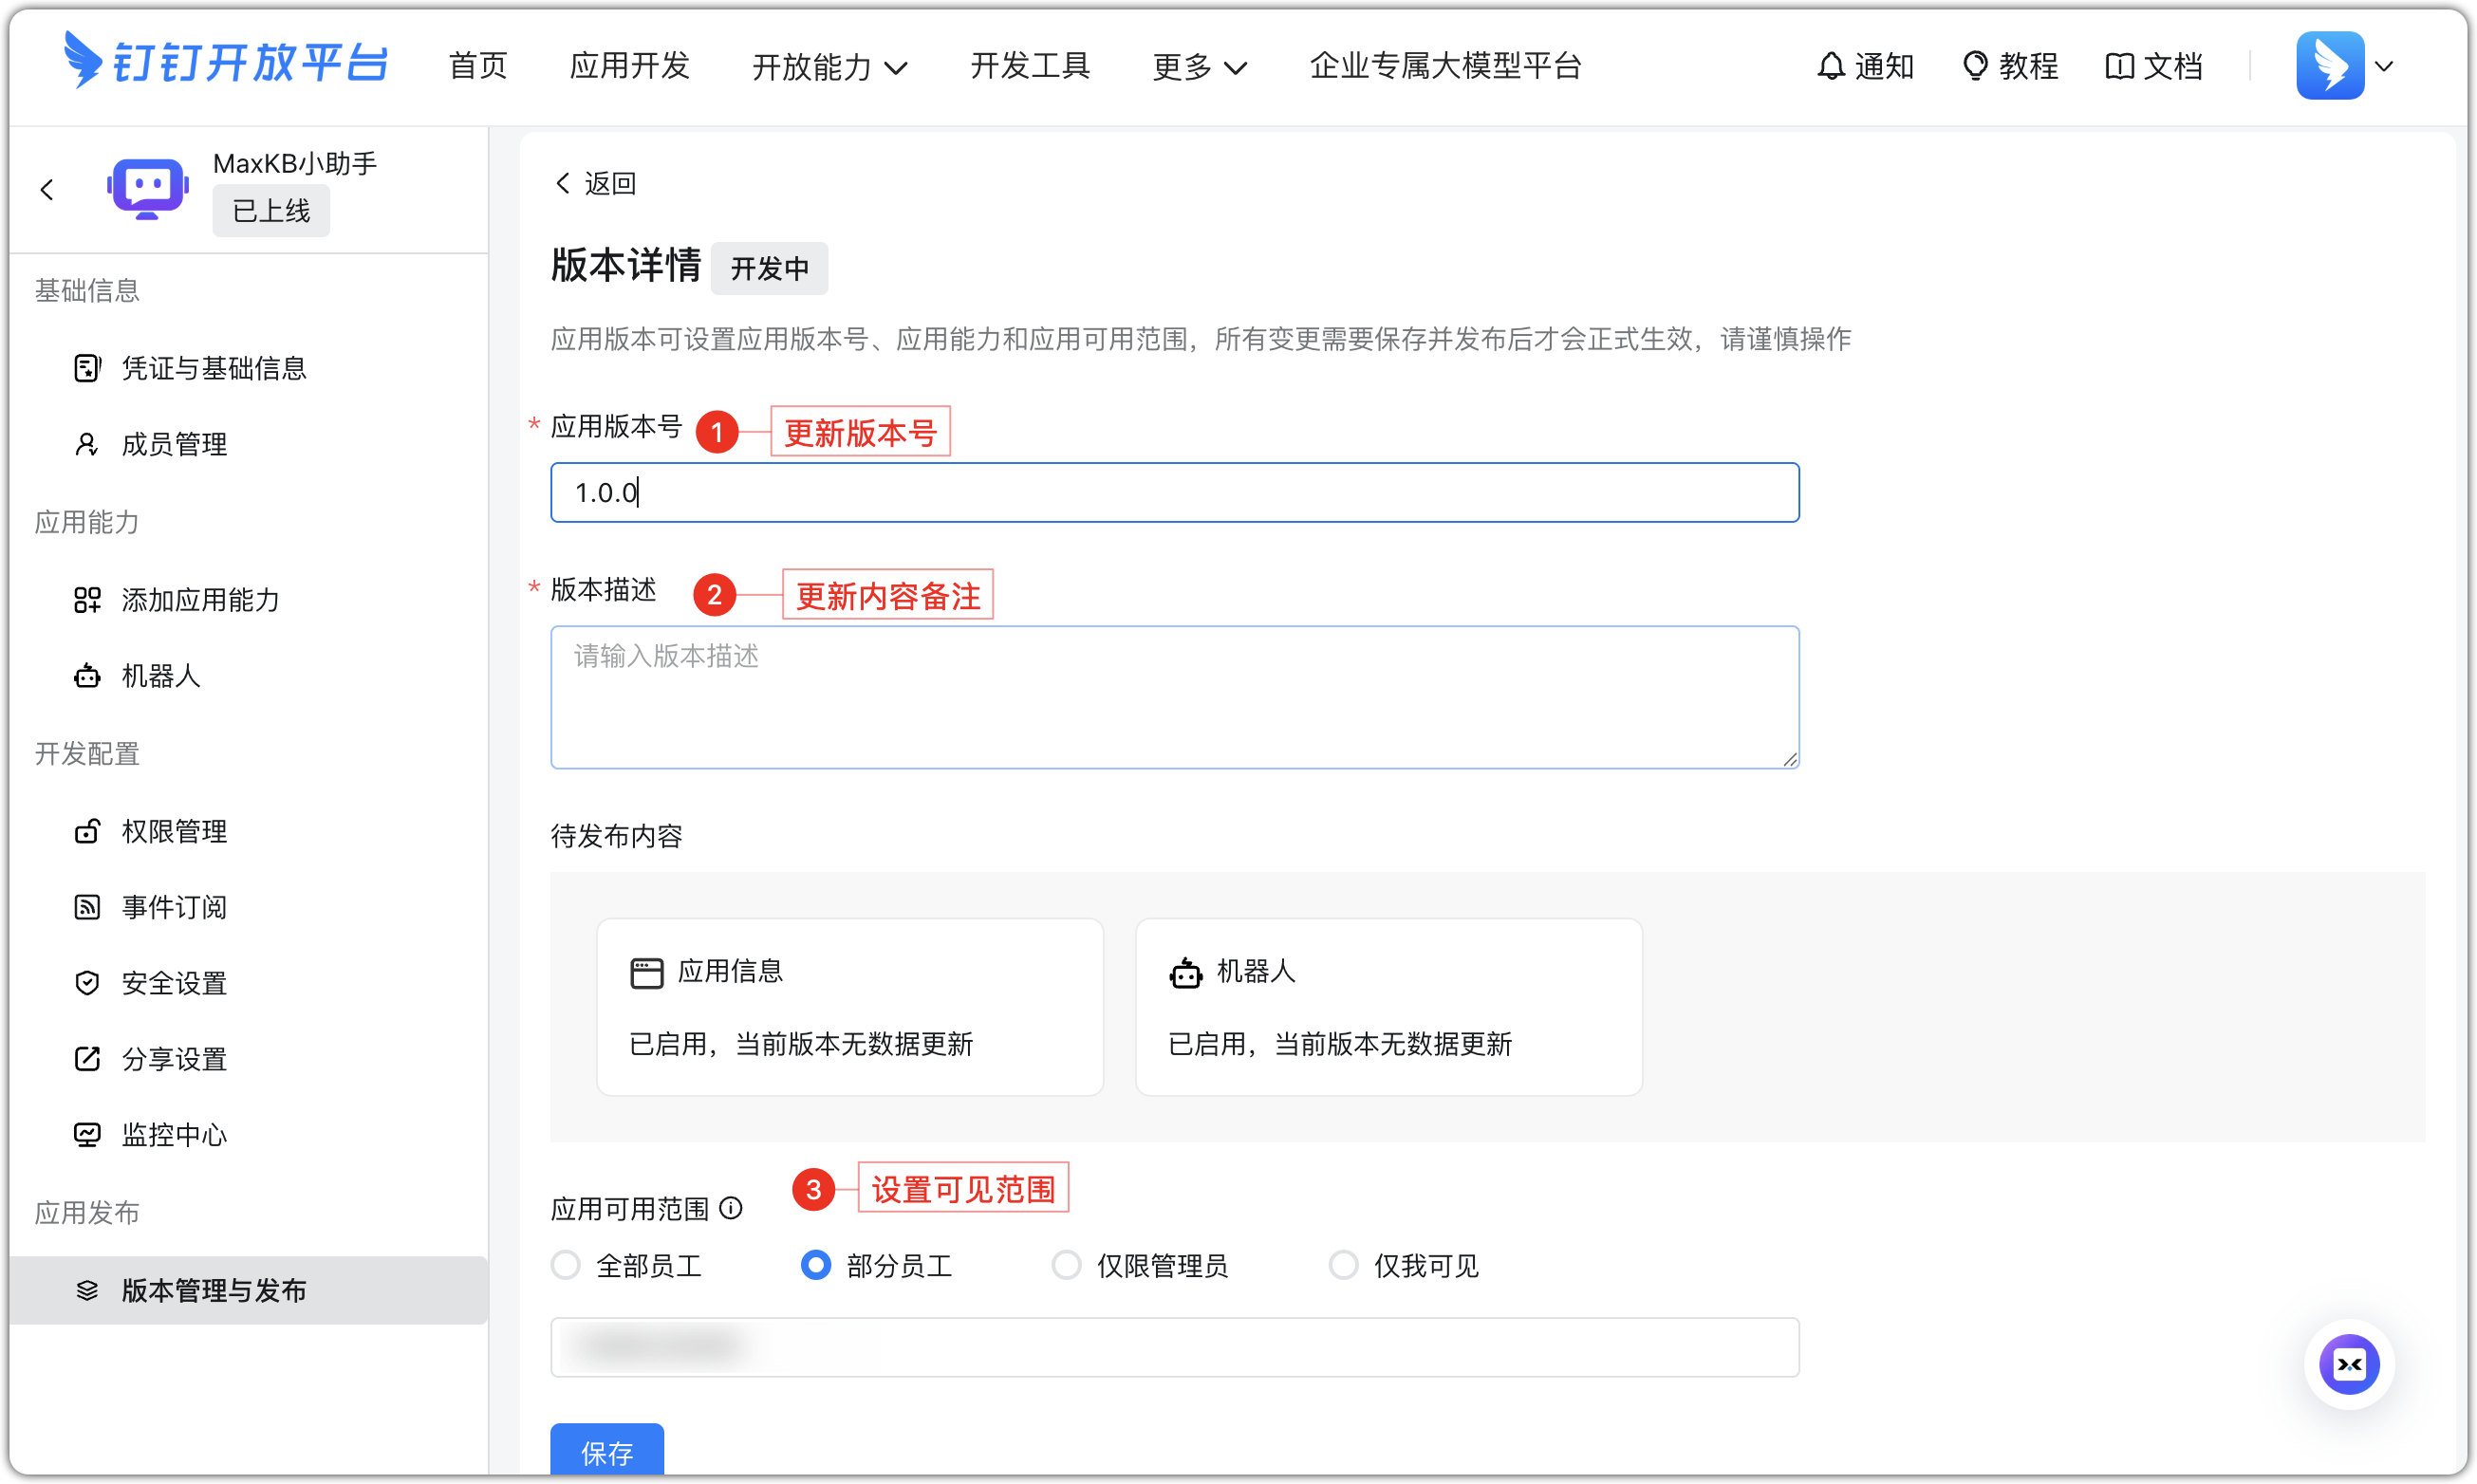 钉钉开放平台 首页 应用开发 开放能力 开发工具 更多 企业专属大模型平台 通知 教程 文档
MaxKB小助手
已上线
基础信息
凭证与基础信息
成员管理
应用能力
添加应用能力
机器人
开发配置
权限管理
事件订阅
安全设置
分享设置
监控中心
应用发布
版本管理与发布
返回
版本详情 开发中
应用版本可设置应用版本号、应用能力和应用可用范围，所有变更需要保存并发布后才会正式生效，请谨慎操作
* 应用版本号 1 更新版本号
1.0.0
* 版本描述 2 更新内容备注
请输入版本描述
待发布内容
应用信息
已启用，当前版本无数据更新
机器人
已启用，当前版本无数据更新
应用可用范围 3 设置可见范围
全部员工 部分员工 仅限管理员 仅我可见
保存